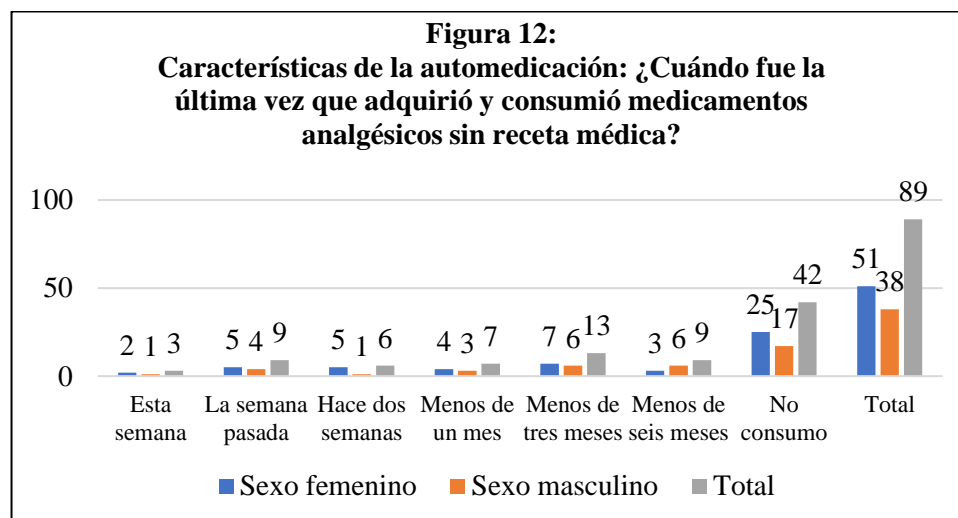 Figura 12:
Características de la automedicación: ¿Cuándo fue la
última vez que adquirió y consumió medicamentos
analgésicos sin receta médica?
100
50
0
2 1 3
5 4 9
5 1 6
4 3 7
7 6 13
3 6 9
25 17 42
51 38 89
Esta
semana
La semana
pasada
Hace dos
semanas
Menos de
un mes
Menos de
tres meses
Menos de
seis meses
No
consumo
Total
Sexo femenino Sexo masculino Total